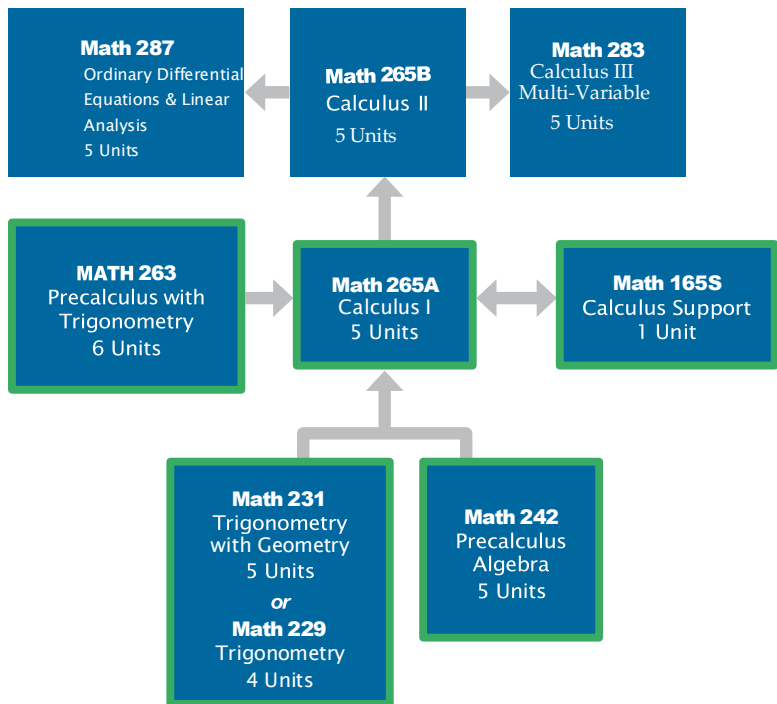 Math 287
Ordinary Differential
Equations & Linear
Analysis
5 Units
Math 265B
Calculus II
5 Units
Math 283
Calculus III
Multi-Variable
5 Units
MATH 263
Precalculus with
Trigonometry
6 Units
Math 265A
Calculus I
5 Units
Math 165S
Calculus Support
1 Unit
Math 231
Trigonometry
with Geometry
5 Units
or
Math 229
Trigonometry
4 Units
Math 242
Precalculus
Algebra
5 Units